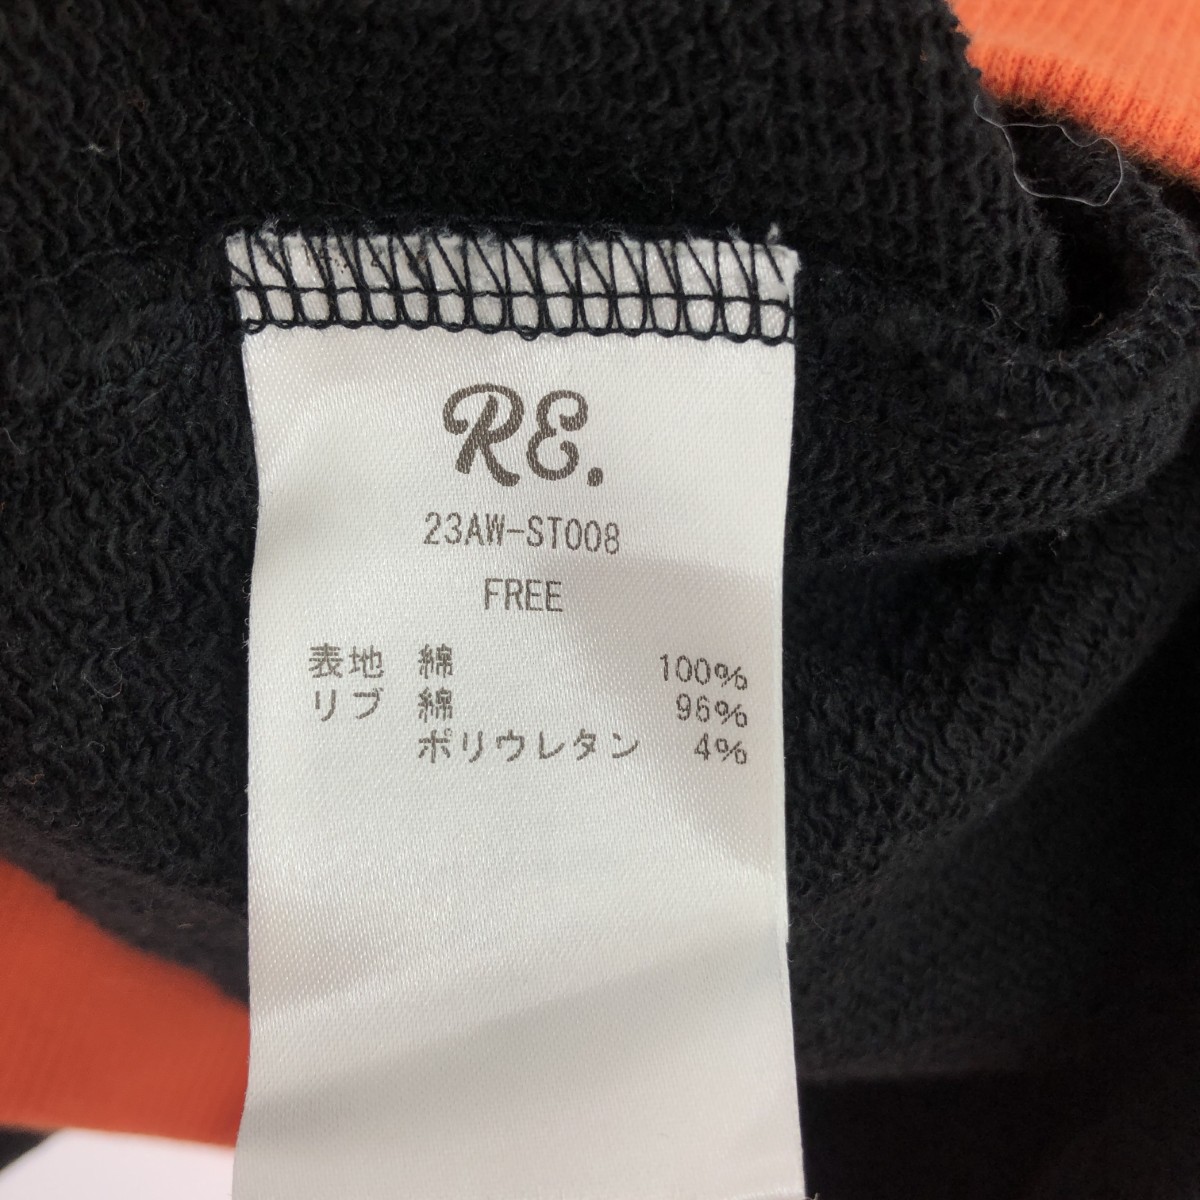 RE.
23AW-ST008
FREE
表地 綿 100%
リブ 綿 96%
ポリウレタン 4%